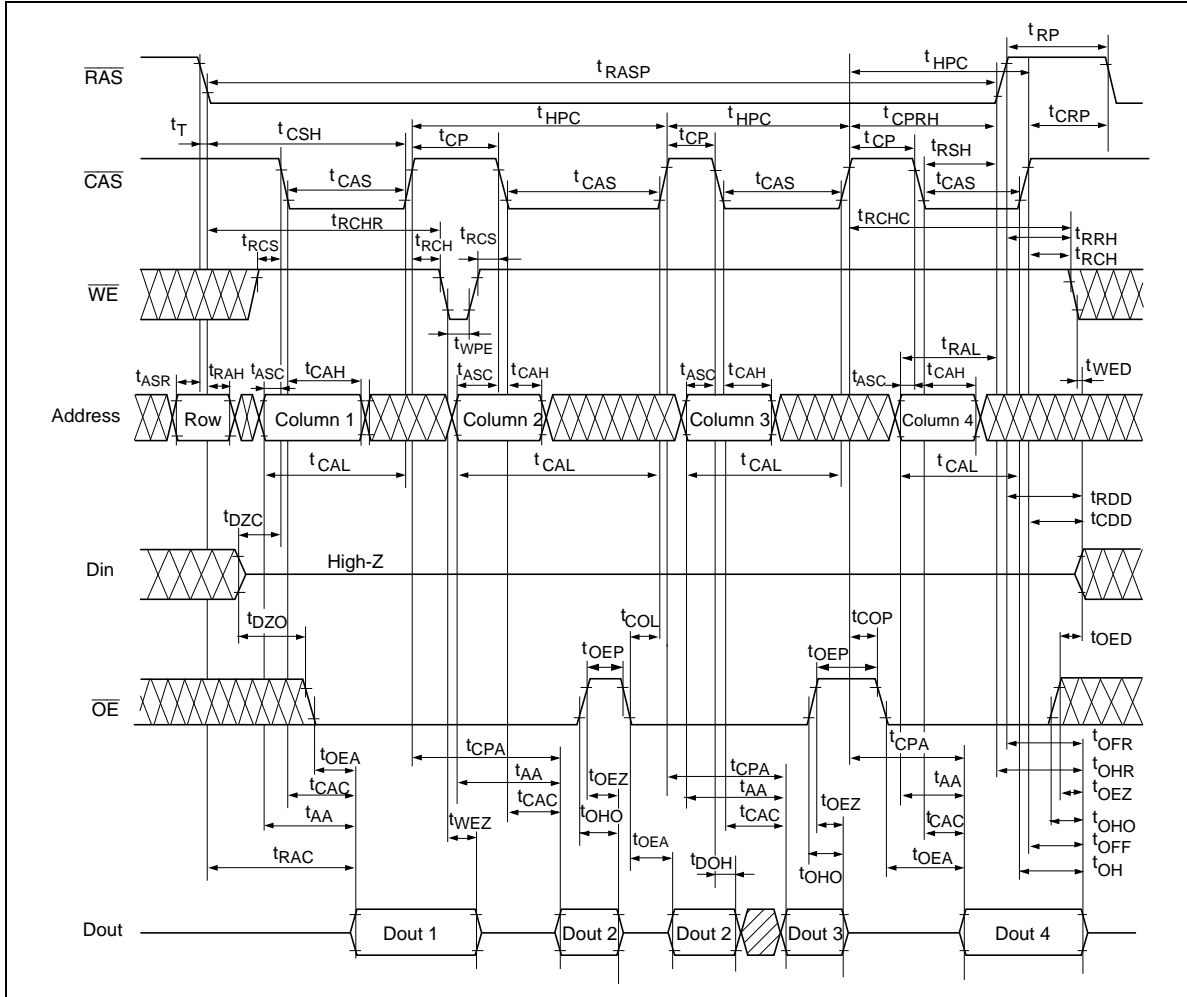 tRP
RAS
tRASP
tHPC
tT
tCSH
tHPC
tHPC
tCPRH
tCRP
tCP
tCP
tCP
tRSH
CAS
tCAS
tCAS
tCAS
tCAS
tRCHR
tRCHC
tRCS
tRCH
tRCS
tRRH
tRCH
WE
tWPE
tRAL
tWED
tASR
tRAH
tASC
tCAH
tASC
tCAH
tASC
tCAH
tASC
tCAH
Address
Row
Column 1
Column 2
Column 3
Column 4
tCAL
tCAL
tCAL
tCAL
tRDD
tCDD
tDZC
Din
High-Z
tDZO
tCOL
tCOP
tOED
tOEP
tOEP
OE
tOEA
tCPA
tCPA
tCPA
tOFR
tCAC
tAA
tOEZ
tAA
tAA
tOHR
tAA
tCAC
tCAC
tOEZ
tOEZ
tWEZ
tOHO
tCAC
tOHO
tRAC
tOEA
tDOH
tOHO
tOEA
tOFF
tOH
Dout
Dout 1
Dout 2
Dout 2
Dout 3
Dout 4